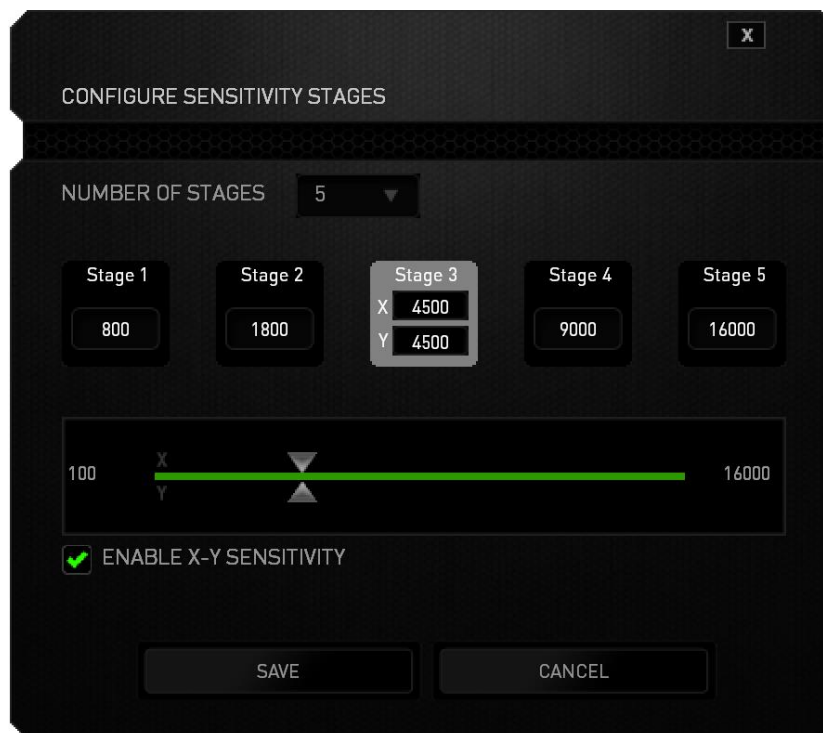 X
CONFIGURE SENSITIVITY STAGES
NUMBER OF STAGES 5
Stage 1 Stage 2 Stage 3 Stage 4 Stage 5
X 4500
800 1800 9000 16000
Y 4500
X
100 16000
Y
ENABLE X-Y SENSITIVITY
SAVE CANCEL